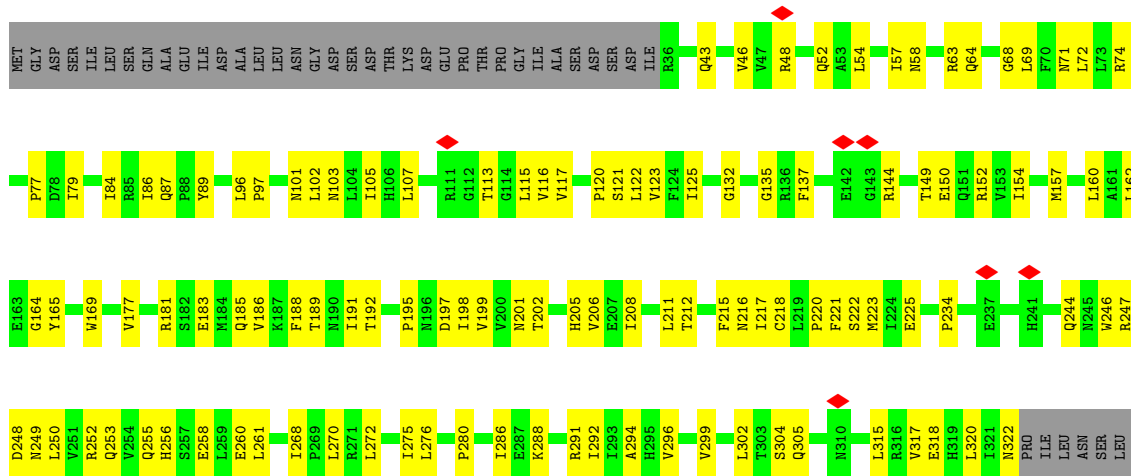 MET GLY ASP SER ILE LEU SER GLN ALA GLU ILE ASP ALA LEU LEU ASN GLY ASP SER ASP THR LYS ASP GLU PRO THR PRO GLY ILE ALA SER ASP SER ASP ILE R36 Q43 V46 V47 R48 Q52 A53 L54 I57 N58 R63 Q64 G68 L69 F70 N71 L72 L73 R74
P77 D78 I79 I84 R85 I86 Q87 P88 Y89 L96 P97 N101 L102 N103 L104 I105 H106 L107 R111 G112 T113 G114 L115 V116 V117 P120 S121 L122 V123 F124 I125 G132 G135 R136 F137 E142 G143 R144 T149 E150 Q151 R152 V153 I154 M157 L160 A161 L162
E163 G164 Y165 W169 V177 R181 S182 E183 M184 Q185 V186 K187 F188 T189 N190 I191 T192 P195 N196 D197 I198 V199 V200 N201 T202 H205 V206 E207 I208 L211 T212 F215 N216 I217 C218 L219 P220 F221 S222 M223 I224 E225 P234 E237 H241 Q244 N245 W246 R247
D248 N249 L250 V251 R252 Q253 V254 Q255 H256 S257 E258 L259 E260 L261 I268 P269 L270 R271 L272 I275 L276 P280 I286 E287 K288 R291 I292 I293 A294 H295 V296 V299 L302 T303 S304 Q305 N310 L315 R316 V317 E318 H319 L320 I321 N322 PRO ILE LEU ASN SER LEU